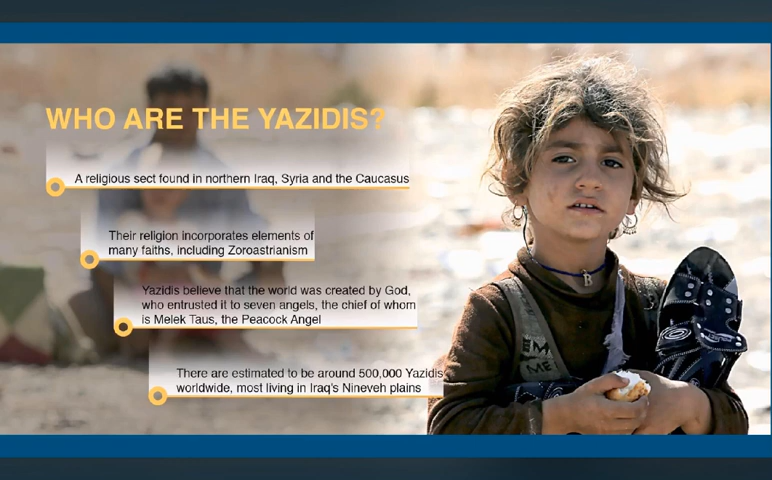 WHO ARE THE YAZIDIS?
A religious sect found in northern Iraq, Syria and the Caucasus
Their religion incorporates elements of
many faiths, including Zoroastrianism
Yazidis believe that the world was created by God,
who entrusted it to seven angels, the chief of whom
is Melek Taus, the Peacock Angel
There are estimated to be around 500,000 Yazidis
worldwide, most living in Iraq's Nineveh plains
B
EM
ME